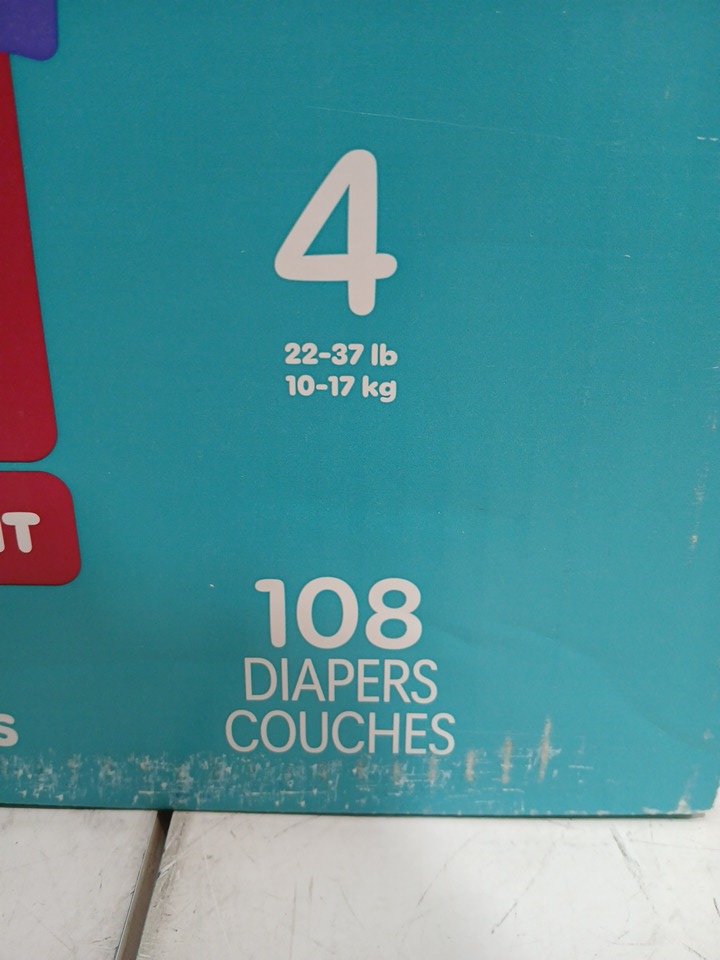 4
22-37 lb
10-17 kg
108
DIAPERS
COUCHES